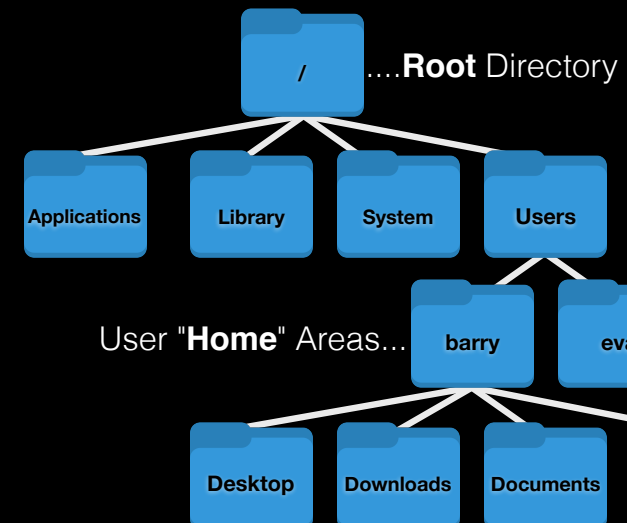 /
....Root Directory
Applications
Library
System
Users
User "Home" Areas...
barry
Desktop
Downloads
Documents